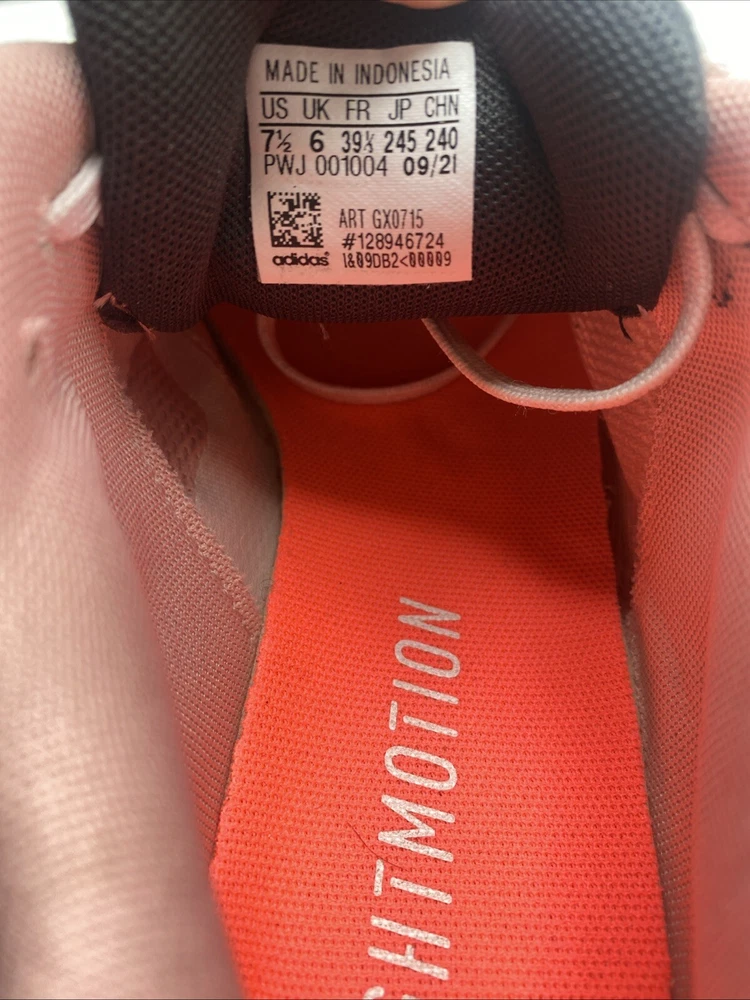 MADE IN INDONESIA
US UK FR JP CHN
7½ 6 39⅓ 245 240
PWJ 001004 09/21
ART GX0715
#128946724
adidas 1&09DB2<00009
HTMOTION